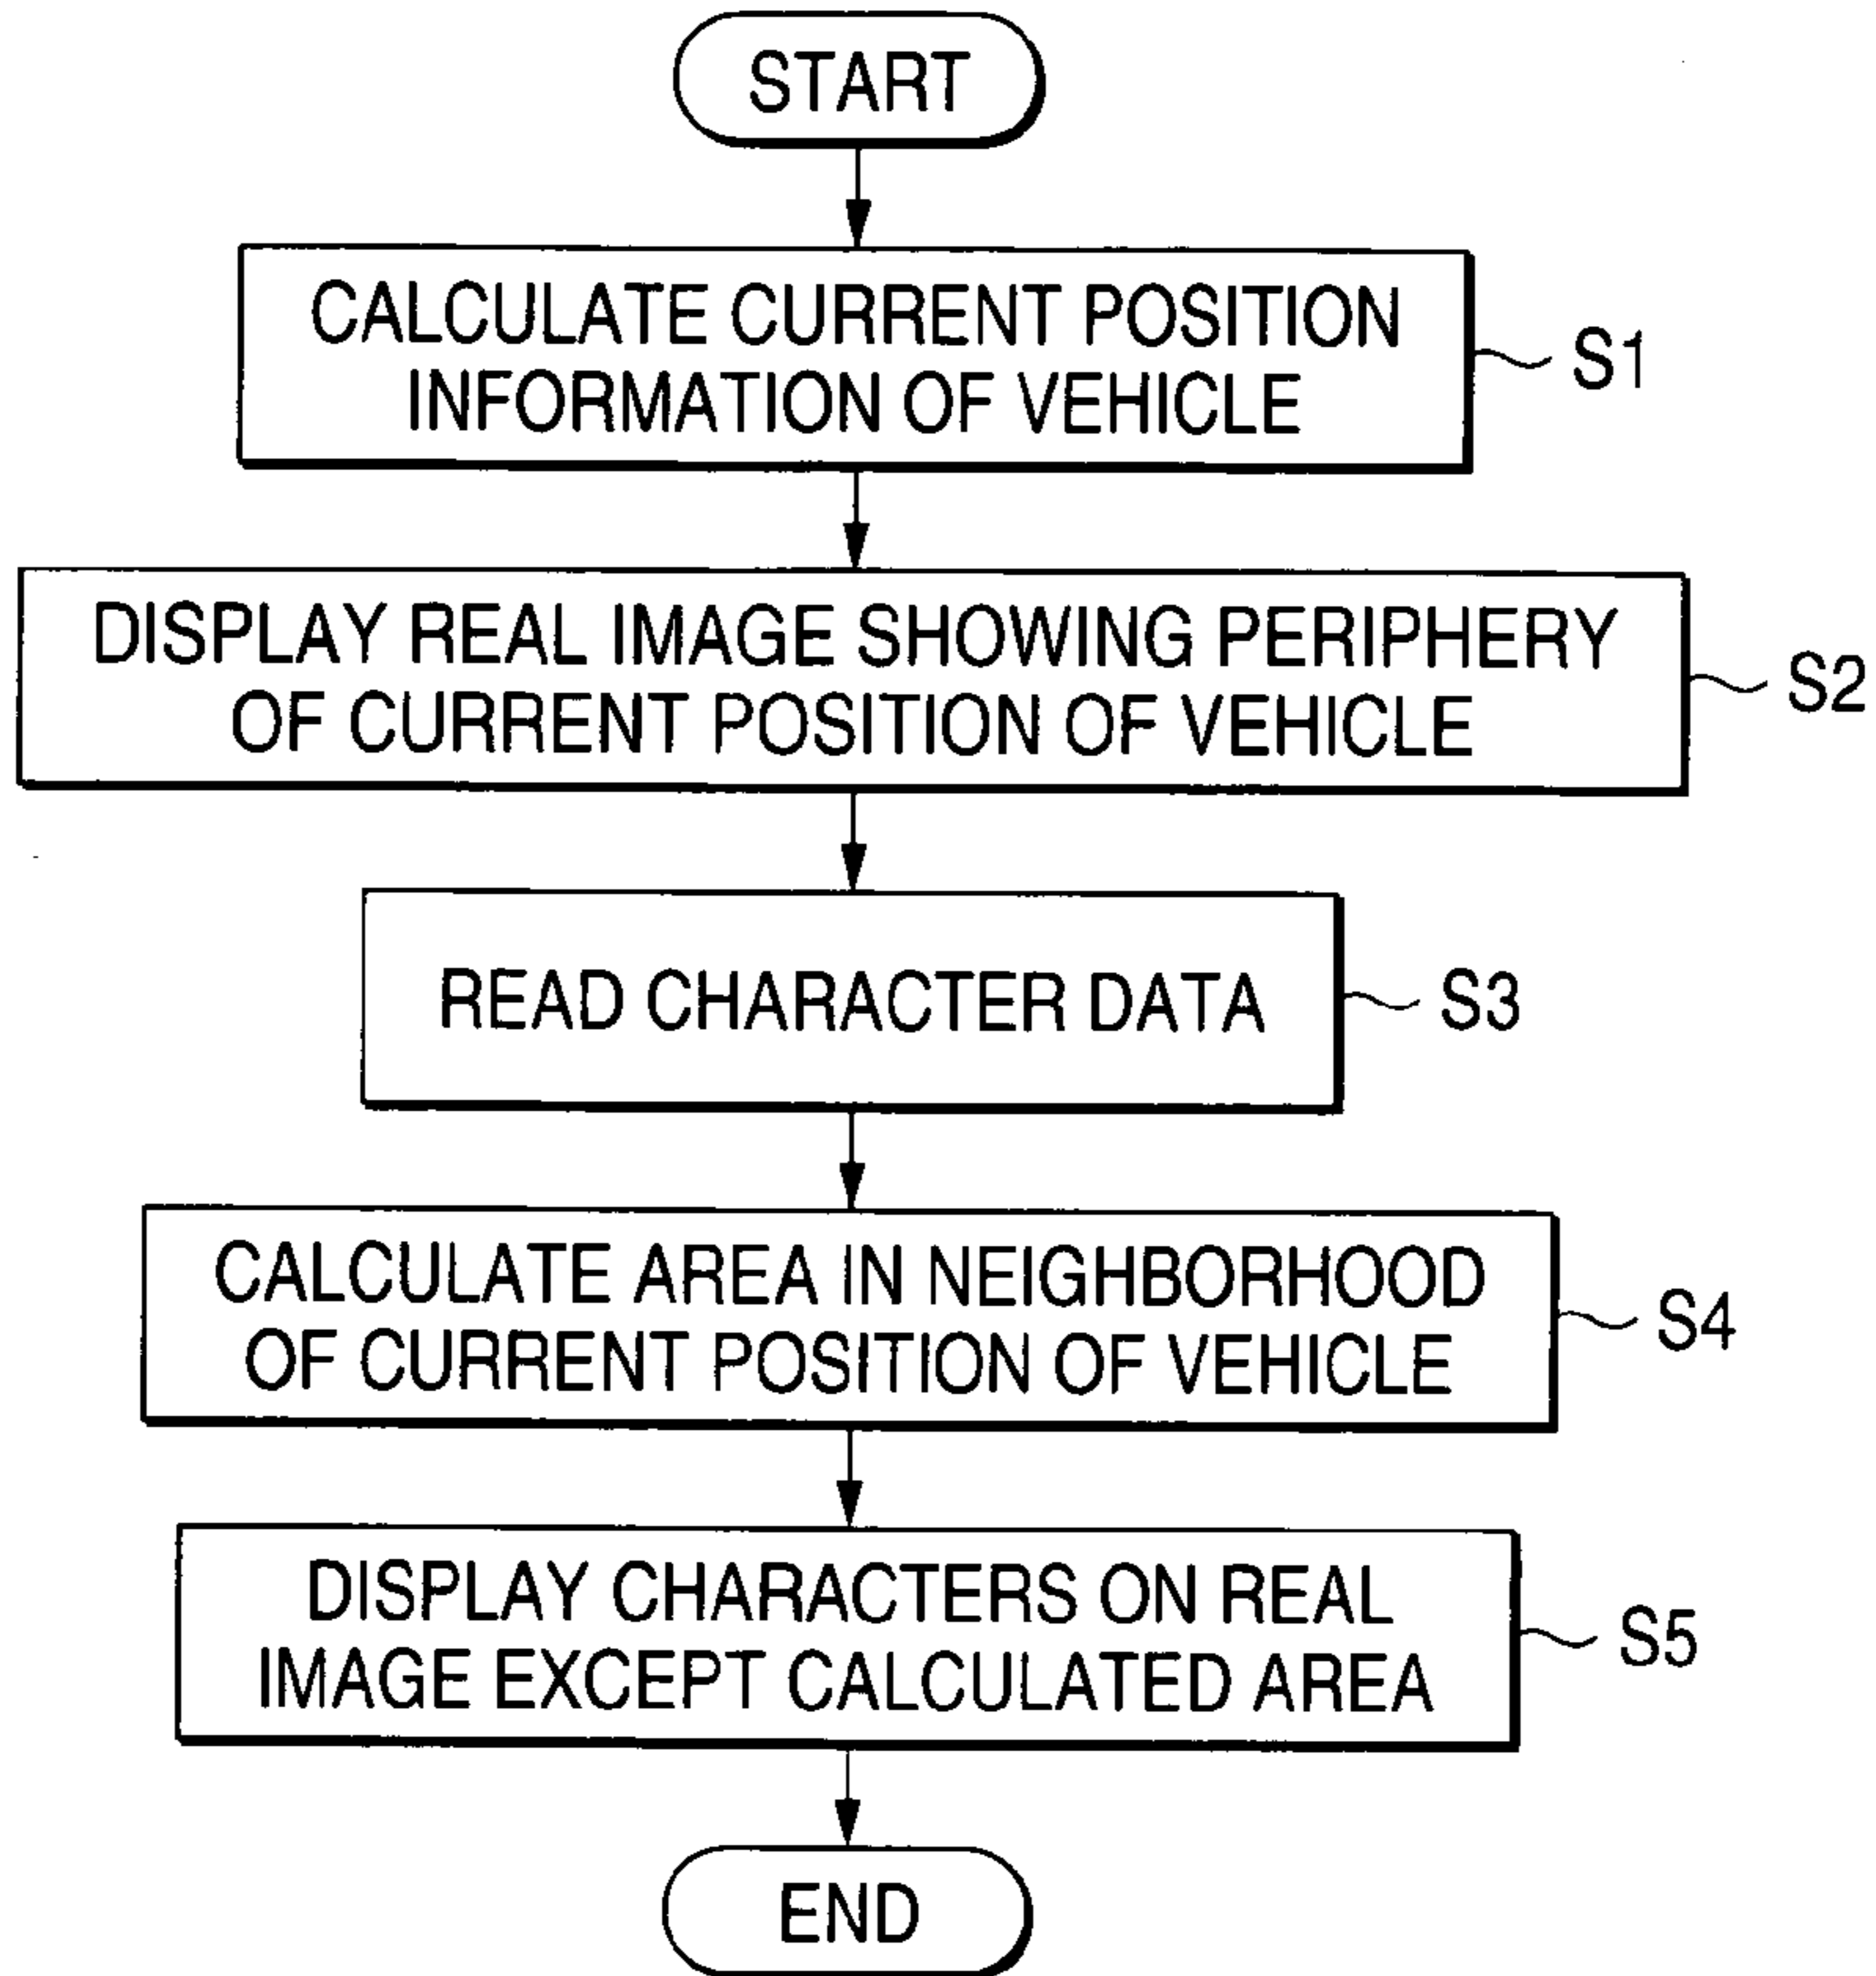 START
CALCULATE CURRENT POSITION
INFORMATION OF VEHICLE
S1
DISPLAY REAL IMAGE SHOWING PERIPHERY
OF CURRENT POSITION OF VEHICLE
S2
READ CHARACTER DATA
S3
CALCULATE AREA IN NEIGHBORHOOD
OF CURRENT POSITION OF VEHICLE
S4
DISPLAY CHARACTERS ON REAL
IMAGE EXCEPT CALCULATED AREA
S5
END